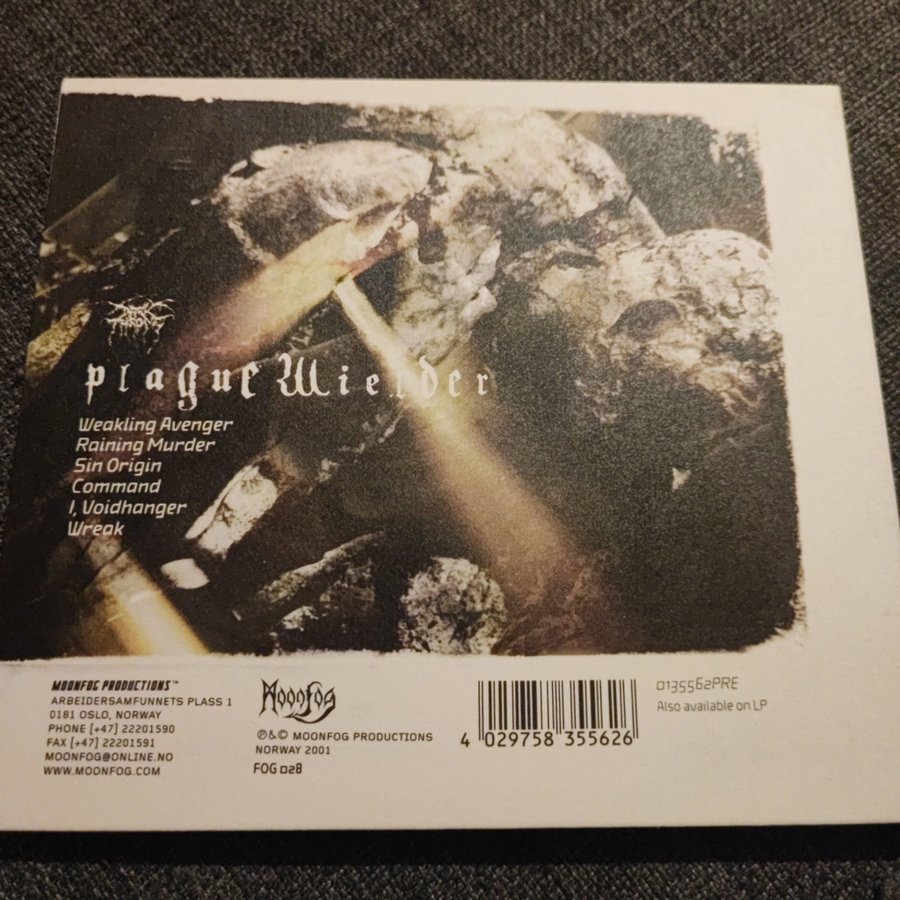 DARK
THRONE
plague Wielder
Weakling Avenger
Raining Murder
Sin Origin
Command
I, Voidhanger
Wreak
MOONFOG PRODUCTIONS™
ARBEIDERSAMFUNNETS PLASS 1
0181 OSLO, NORWAY
PHONE [+47] 22201590
FAX [+47] 22201591
MOONFOG@ONLINE.NO
WWW.MOONFOG.COM
MOONFOG
℗&© MOONFOG PRODUCTIONS
NORWAY 2001
FOG 028
4 029758 355626
0135562PRE
Also available on LP